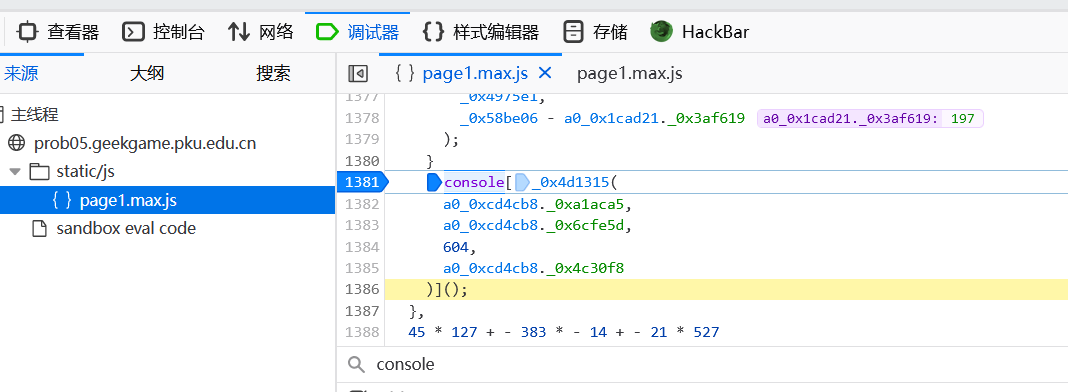 查看器 控制台 网络 调试器 样式编辑器 存储 HackBar
来源 大纲 搜索
{ } page1.max.js × page1.max.js
主线程
prob05.geekgame.pku.edu.cn
static/js
{ } page1.max.js
sandbox eval code
1377 _0x4975e1,
1378 _0x58be06 - a0_0x1cad21._0x3af619 a0_0x1cad21._0x3af619: 197
1379 );
1380 }
1381 console[_0x4d1315(
1382 a0_0xcd4cb8._0xa1aca5,
1383 a0_0xcd4cb8._0x6cfe5d,
1384 604,
1385 a0_0xcd4cb8._0x4c30f8
1386 )]();
1387 },
1388 45 * 127 + - 383 * - 14 + - 21 * 527
console